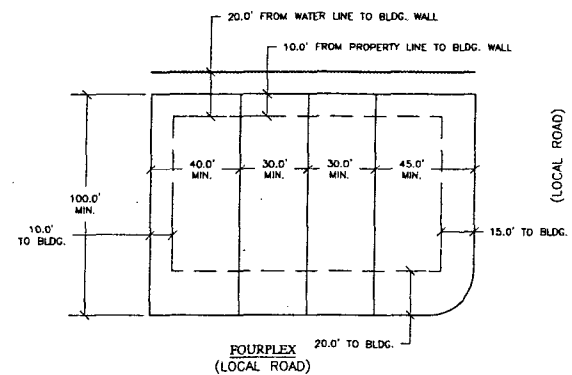 20.0' FROM WATER LINE TO BLDG. WALL
10.0' FROM PROPERTY LINE TO BLDG. WALL
40.0'
MIN.
30.0'
MIN.
30.0'
MIN.
45.0'
MIN.
(LOCAL ROAD)
100.0'
MIN.
10.0'
TO BLDG.
15.0' TO BLDG.
20.0' TO BLDG.
FOURPLEX
(LOCAL ROAD)